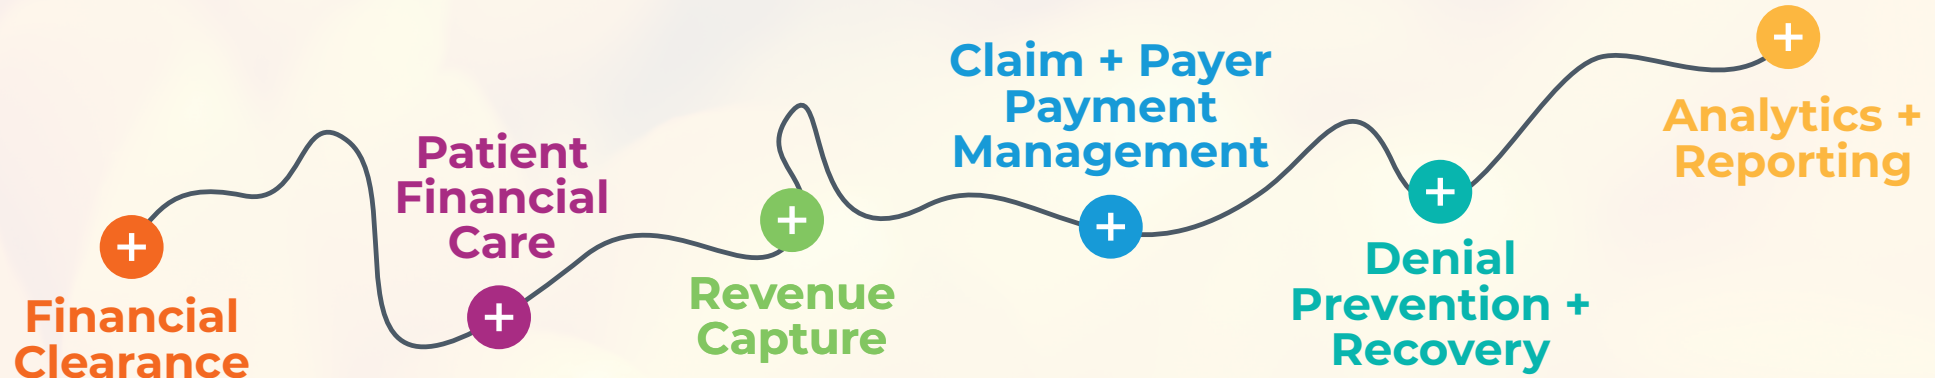 Financial
Clearance
Patient
Financial
Care
Revenue
Capture
Claim + Payer
Payment
Management
Denial
Prevention +
Recovery
Analytics +
Reporting